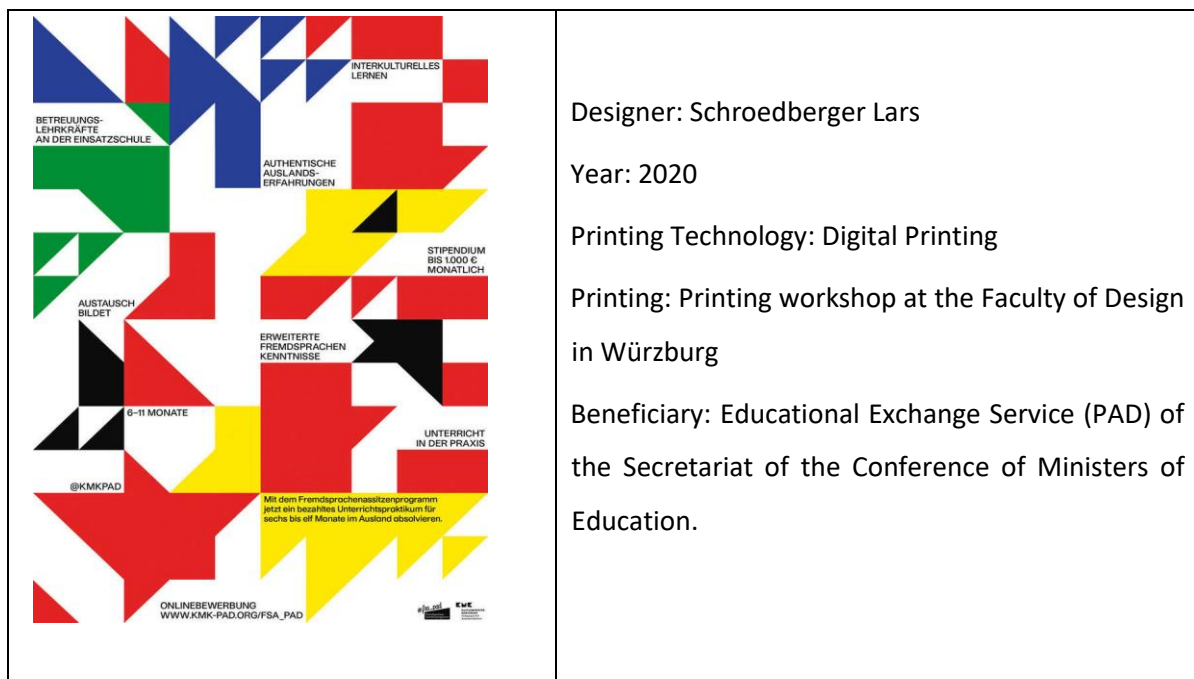 INTERKULTURELLES
LERNEN
BETREUUNGS-
LEHRKRÄFTE
AN DER EINSATZSCHULE
AUTHENTISCHE
AUSLANDS-
ERFAHRUNGEN
STIPENDIUM
BIS 1.000 €
MONATLICH
AUSTAUSCH
BILDET
ERWEITERTE
FREMDSPRACHEN
KENNTNISSE
6–11 MONATE
UNTERRICHT
IN DER PRAXIS
@KMKPAD
Mit dem Fremdsprachenassitzenprogramm
jetzt ein bezahltes Unterrichtspraktikum für
sechs bis elf Monate im Ausland absolvieren.
ONLINEBEWERBUNG
WWW.KMK-PAD.ORG/FSA_PAD
KMK
Designer: Schroedberger Lars
Year: 2020
Printing Technology: Digital Printing
Printing: Printing workshop at the Faculty of Design
in Würzburg
Beneficiary: Educational Exchange Service (PAD) of
the Secretariat of the Conference of Ministers of
Education.